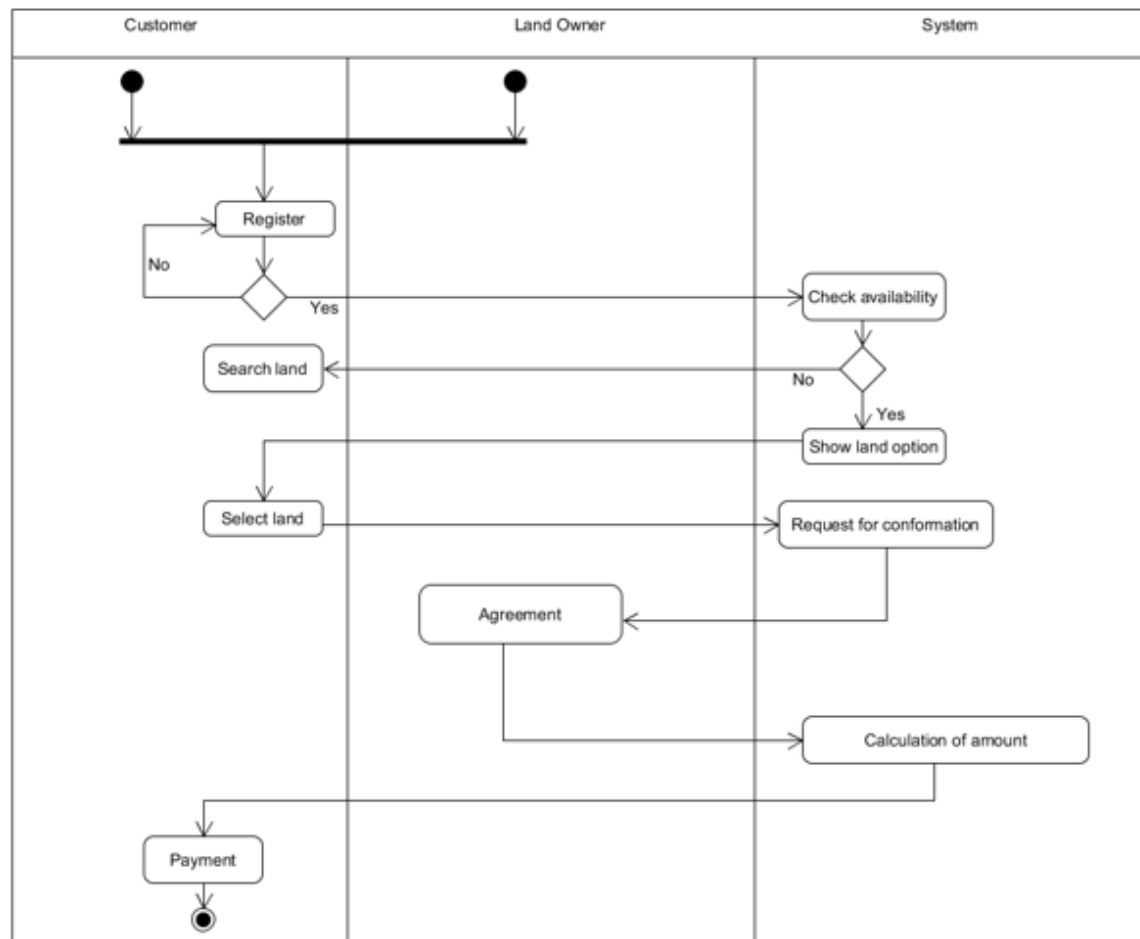 Customer
Land Owner
System
Register
No
Yes
Check availability
Search land
No
Yes
Show land option
Select land
Request for conformation
Agreement
Calculation of amount
Payment